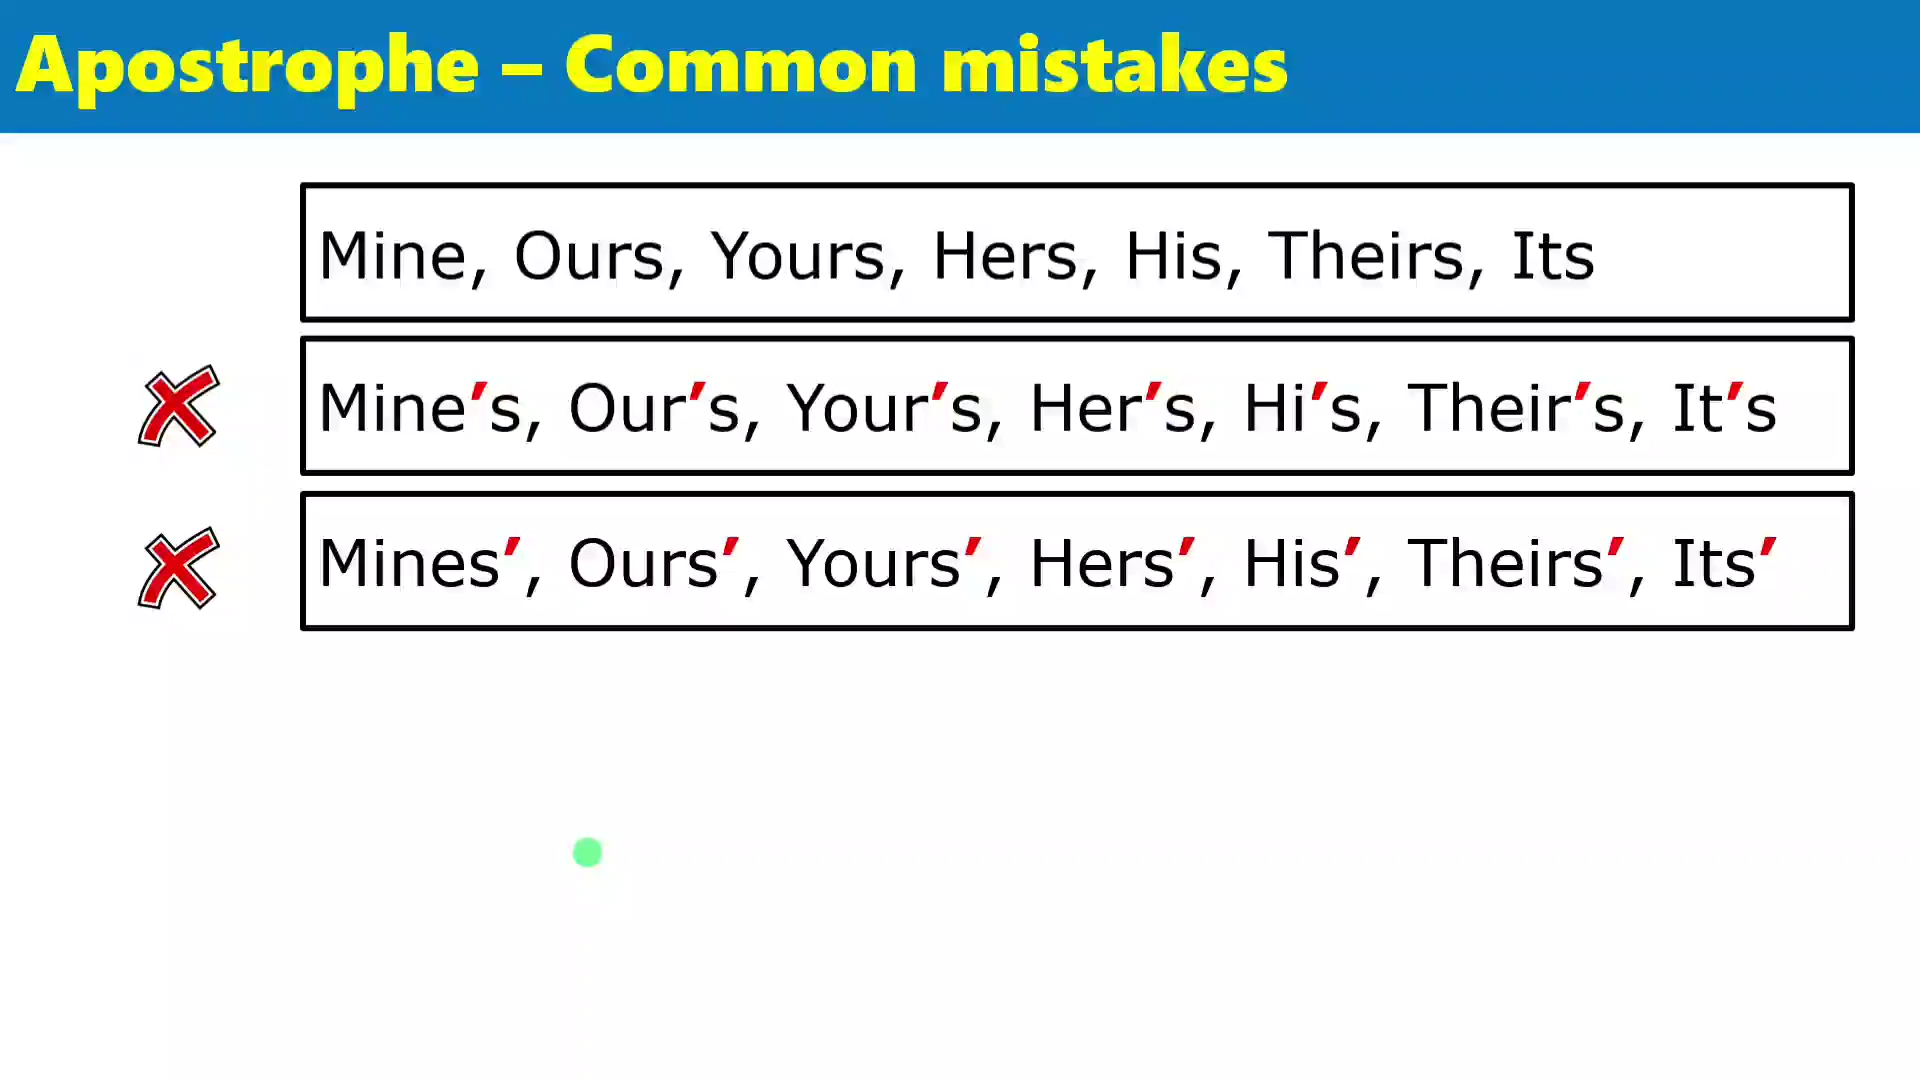 Apostrophe – Common mistakes
Mine, Ours, Yours, Hers, His, Theirs, Its
Mine's, Our's, Your's, Her's, Hi's, Their's, It's
Mines', Ours', Yours', Hers', His', Theirs', Its'